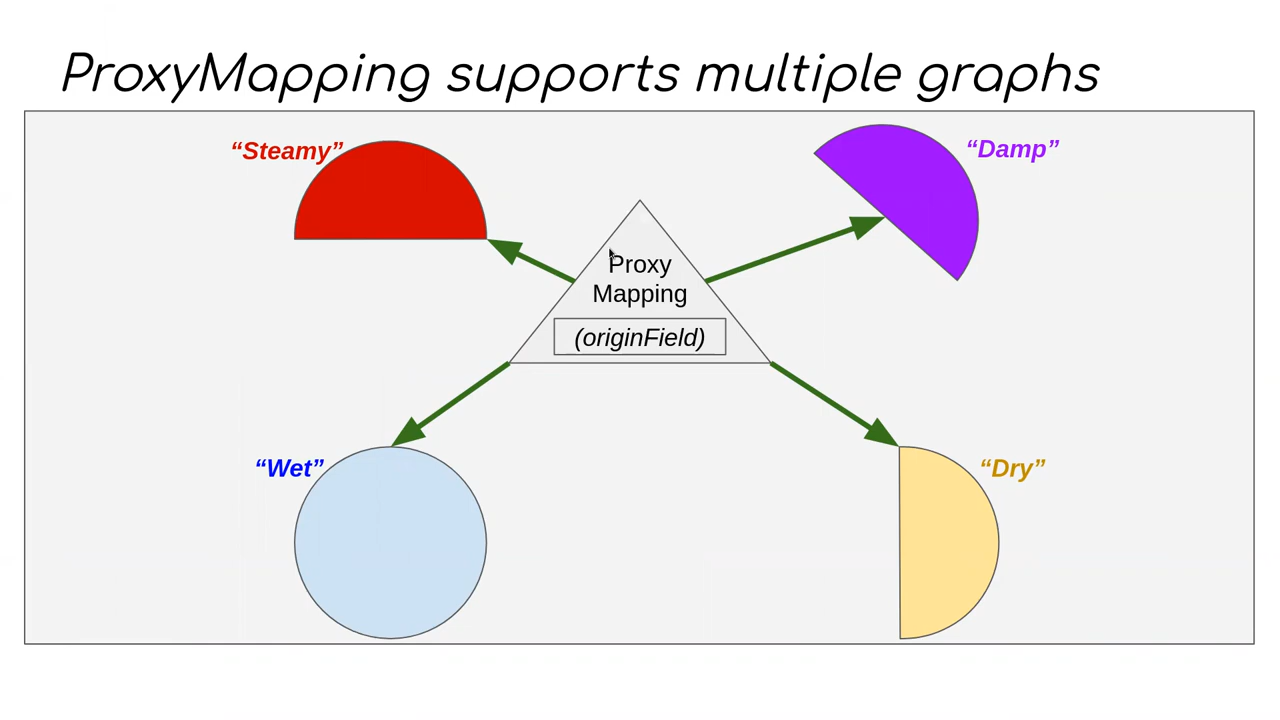 ProxyMapping supports multiple graphs
“Steamy”
“Damp”
Proxy
Mapping
(originField)
“Wet”
“Dry”